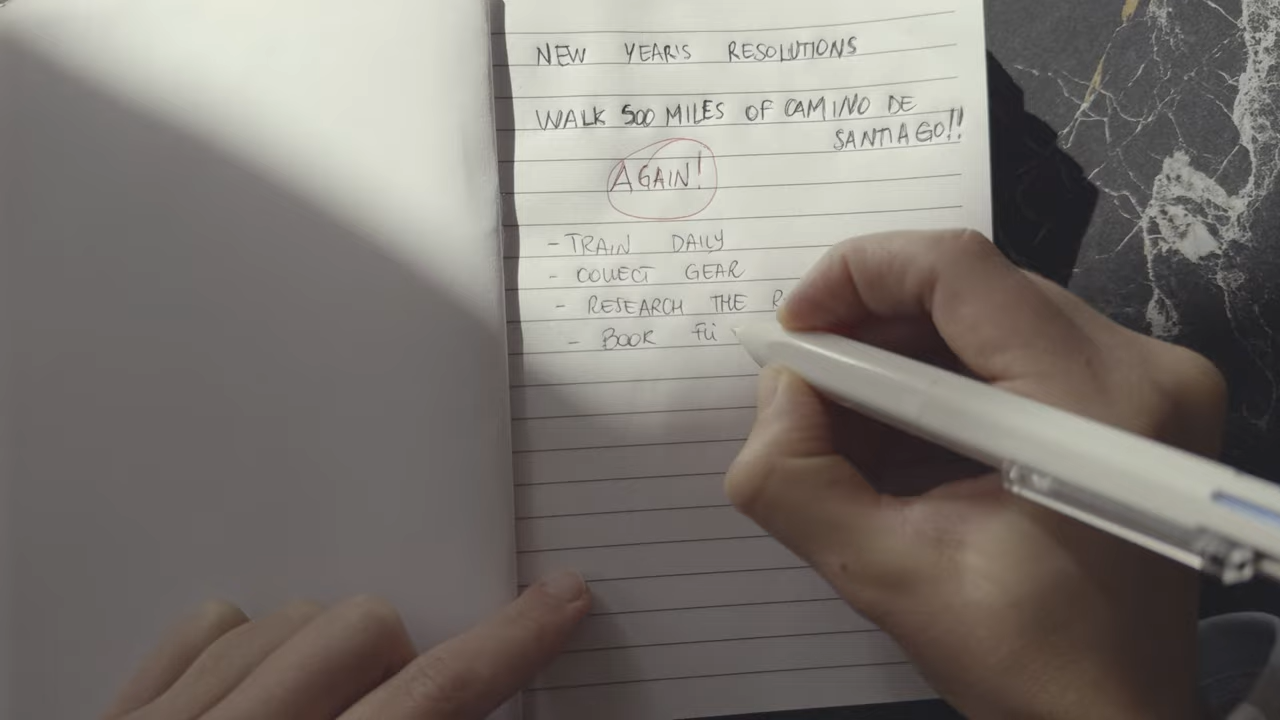 NEW YEAR'S RESOLUTIONS
WALK 500 MILES OF CAMINO DE
SANTIAGO!!
AGAIN!
- TRAIN DAILY
- COLLECT GEAR
- RESEARCH THE
- BOOK